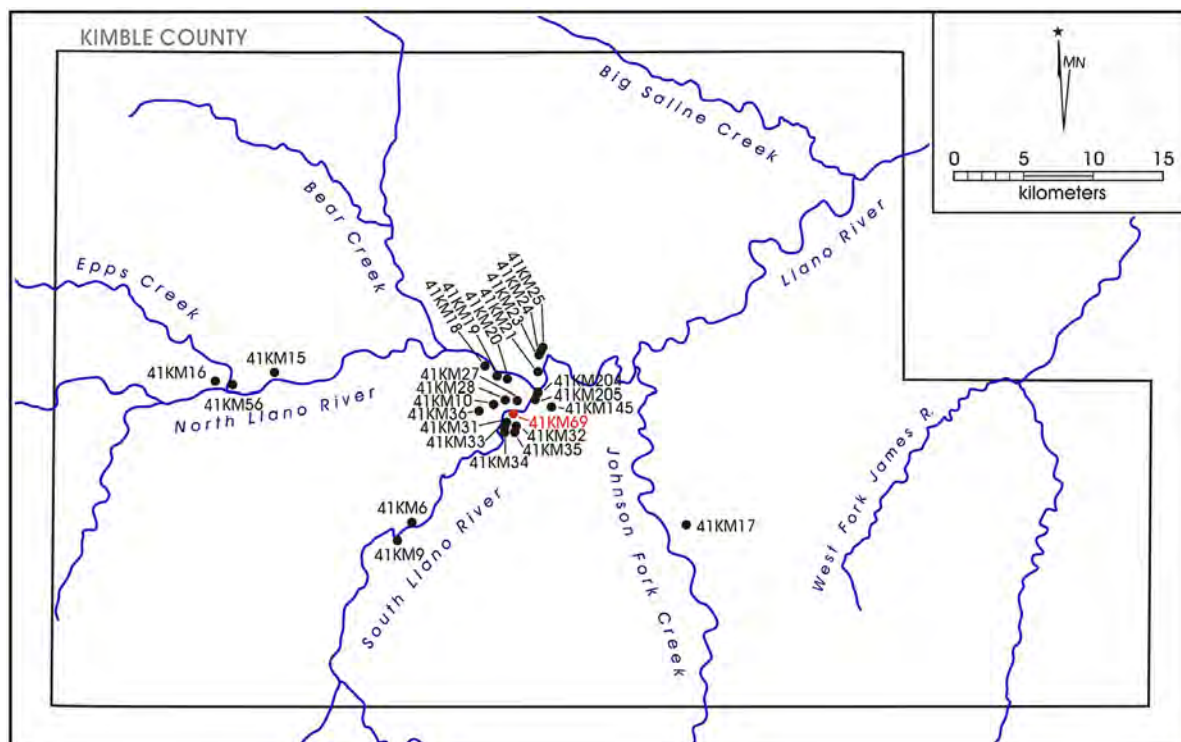 KIMBLE COUNTY
MN
0 5 10 15
kilometers
Big Saline Creek
Bear Creek
Llano River
Epps Creek
41KM25
41KM24
41KM23
41KM21
41KM20
41KM19
41KM18
41KM15
41KM16
41KM56
North Llano River
41KM27
41KM28
41KM10
41KM36
41KM31
41KM33
41KM34
41KM204
41KM205
41KM145
41KM69
41KM32
41KM35
41KM6
41KM9
South Llano River
Johnson Fork Creek
41KM17
West Fork James R.